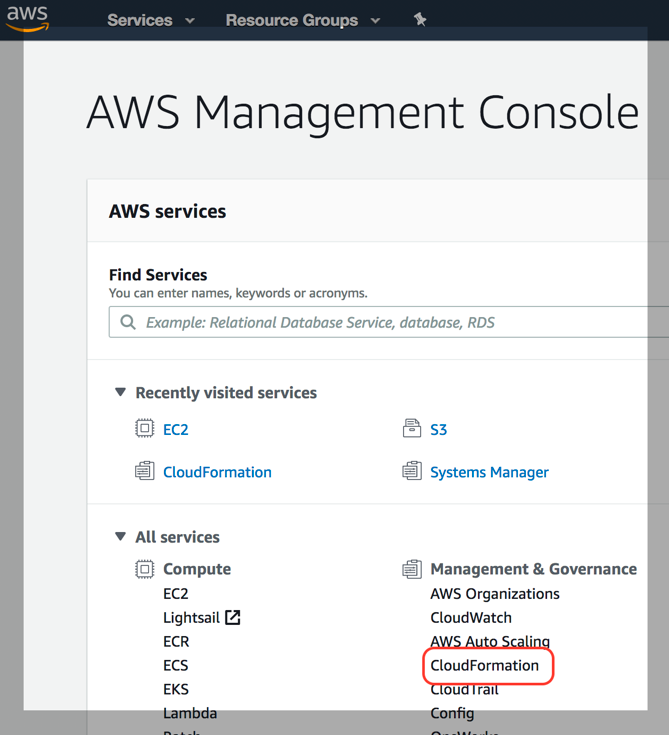 aws Services Resource Groups
AWS Management Console
AWS services
Find Services
You can enter names, keywords or acronyms.
Example: Relational Database Service, database, RDS
Recently visited services
EC2
S3
CloudFormation
Systems Manager
All services
Compute
EC2
Lightsail
ECR
ECS
EKS
Lambda
Management & Governance
AWS Organizations
CloudWatch
AWS Auto Scaling
CloudFormation
CloudTrail
Config